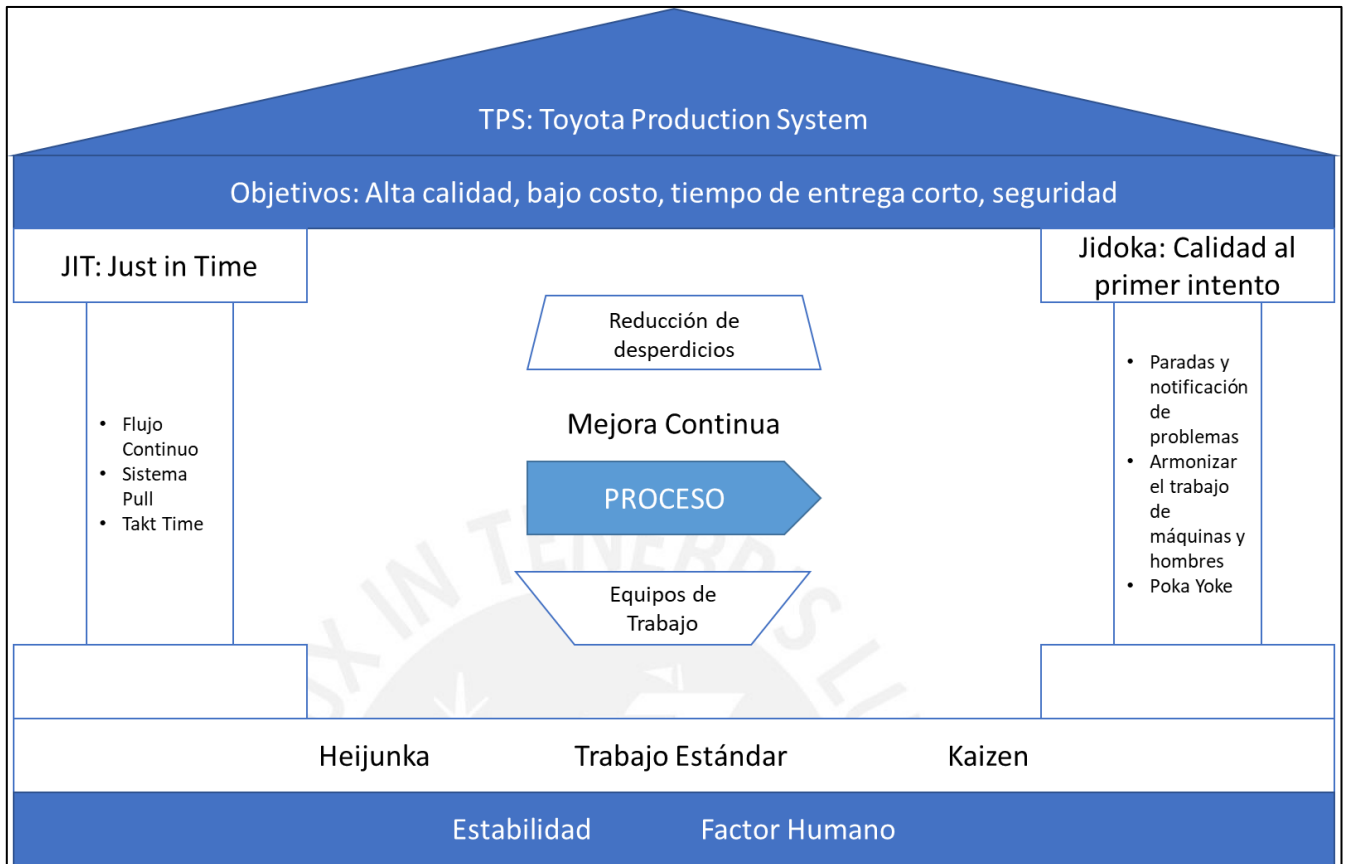 TPS: Toyota Production System
Objetivos: Alta calidad, bajo costo, tiempo de entrega corto, seguridad
JIT: Just in Time
• Flujo
Continuo
• Sistema
Pull
• Takt Time
Reducción de
desperdicios
Mejora Continua
PROCESO
Equipos de
Trabajo
Jidoka: Calidad al
primer intento
• Paradas y
notificación
de
problemas
• Armonizar
el trabajo
de
máquinas y
hombres
• Poka Yoke
Heijunka Trabajo Estándar Kaizen
Estabilidad Factor Humano